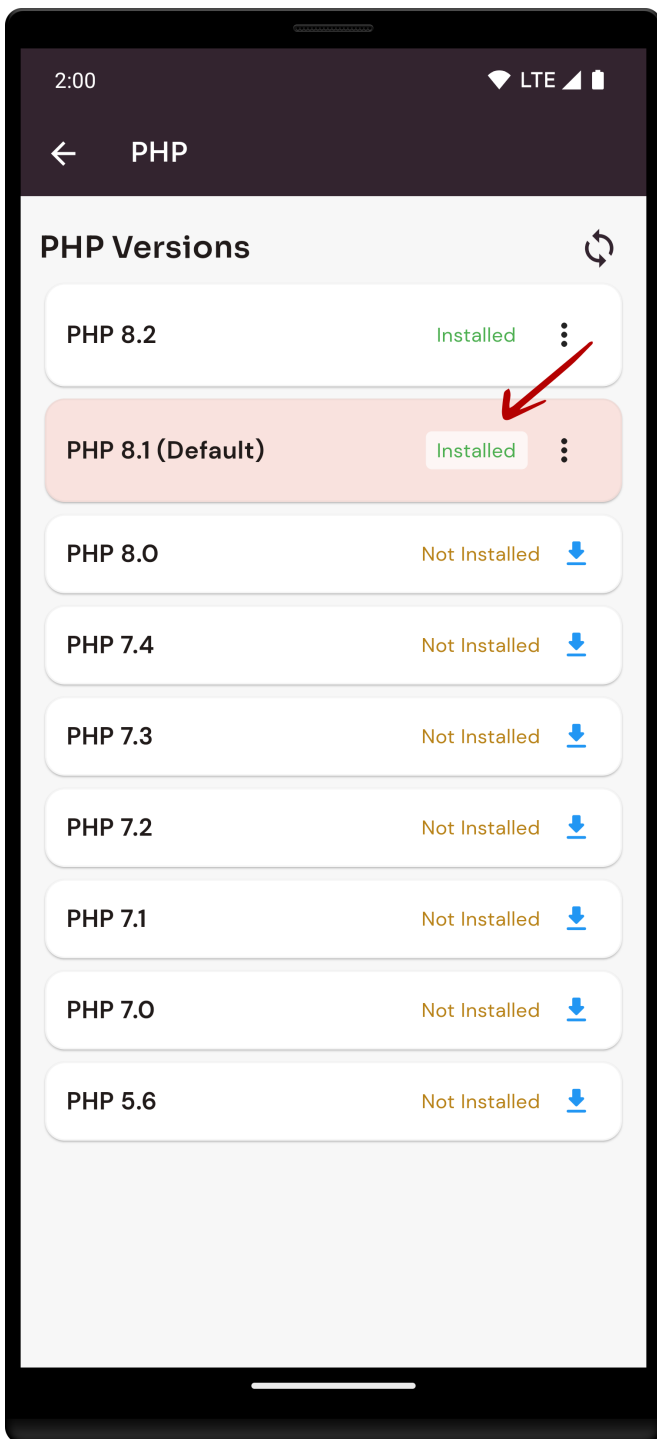 2:00 LTE
PHP
PHP Versions
PHP 8.2 Installed
PHP 8.1 (Default) Installed
PHP 8.0 Not Installed
PHP 7.4 Not Installed
PHP 7.3 Not Installed
PHP 7.2 Not Installed
PHP 7.1 Not Installed
PHP 7.0 Not Installed
PHP 5.6 Not Installed